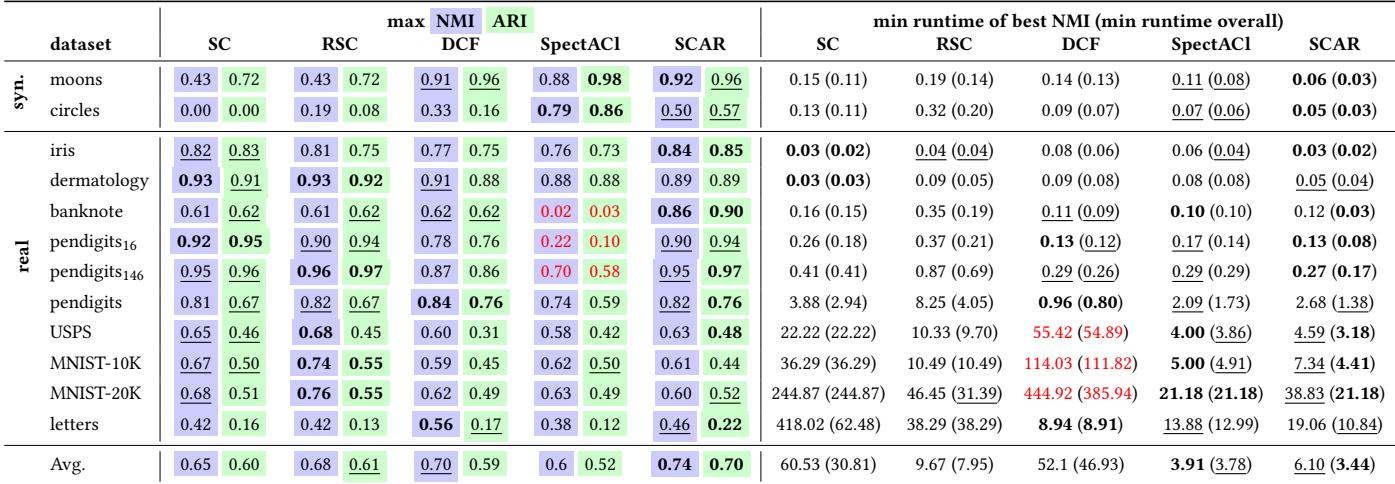 max NMI ARI min runtime of best NMI (min runtime overall)
dataset SC RSC DCF SpectACl SCAR SC RSC DCF SpectACl SCAR
syn.
moons 0.43 0.72 0.43 0.72 0.91 0.96 0.88 0.98 0.92 0.96 0.15 (0.11) 0.19 (0.14) 0.14 (0.13) 0.11 (0.08) 0.06 (0.03)
circles 0.00 0.00 0.19 0.08 0.33 0.16 0.79 0.86 0.50 0.57 0.13 (0.11) 0.32 (0.20) 0.09 (0.07) 0.07 (0.06) 0.05 (0.03)
real
iris 0.82 0.83 0.81 0.75 0.77 0.75 0.76 0.73 0.84 0.85 0.03 (0.02) 0.04 (0.04) 0.08 (0.06) 0.06 (0.04) 0.03 (0.02)
dermatology 0.93 0.91 0.93 0.92 0.91 0.88 0.88 0.88 0.89 0.89 0.03 (0.03) 0.09 (0.05) 0.09 (0.08) 0.08 (0.08) 0.05 (0.04)
banknote 0.61 0.62 0.61 0.62 0.62 0.62 0.02 0.03 0.86 0.90 0.16 (0.15) 0.35 (0.19) 0.11 (0.09) 0.10 (0.10) 0.12 (0.03)
pendigits16 0.92 0.95 0.90 0.94 0.78 0.76 0.22 0.10 0.90 0.94 0.26 (0.18) 0.37 (0.21) 0.13 (0.12) 0.17 (0.14) 0.13 (0.08)
pendigits146 0.95 0.96 0.96 0.97 0.87 0.86 0.70 0.58 0.95 0.97 0.41 (0.41) 0.87 (0.69) 0.29 (0.26) 0.29 (0.29) 0.27 (0.17)
pendigits 0.81 0.67 0.82 0.67 0.84 0.76 0.74 0.59 0.82 0.76 3.88 (2.94) 8.25 (4.05) 0.96 (0.80) 2.09 (1.73) 2.68 (1.38)
USPS 0.65 0.46 0.68 0.45 0.60 0.31 0.58 0.42 0.63 0.48 22.22 (22.22) 10.33 (9.70) 55.42 (54.89) 4.00 (3.86) 4.59 (3.18)
MNIST-10K 0.67 0.50 0.74 0.55 0.59 0.45 0.62 0.50 0.61 0.44 36.29 (36.29) 10.49 (10.49) 114.03 (111.82) 5.00 (4.91) 7.34 (4.41)
MNIST-20K 0.68 0.51 0.76 0.55 0.62 0.49 0.63 0.49 0.60 0.52 244.87 (244.87) 46.45 (31.39) 444.92 (385.94) 21.18 (21.18) 38.83 (21.18)
letters 0.42 0.16 0.42 0.13 0.56 0.17 0.38 0.12 0.46 0.22 418.02 (62.48) 38.29 (38.29) 8.94 (8.91) 13.88 (12.99) 19.06 (10.84)
Avg. 0.65 0.60 0.68 0.61 0.70 0.59 0.6 0.52 0.74 0.70 60.53 (30.81) 9.67 (7.95) 52.1 (46.93) 3.91 (3.78) 6.10 (3.44)